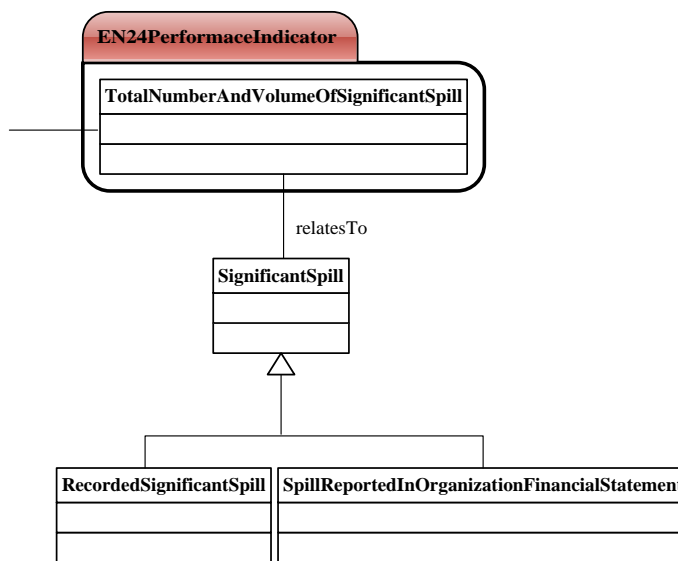 EN24PerformaceIndicator
TotalNumberAndVolumeOfSignificantSpill
relatesTo
SignificantSpill
RecordedSignificantSpill
SpillReportedInOrganizationFinancialStatement